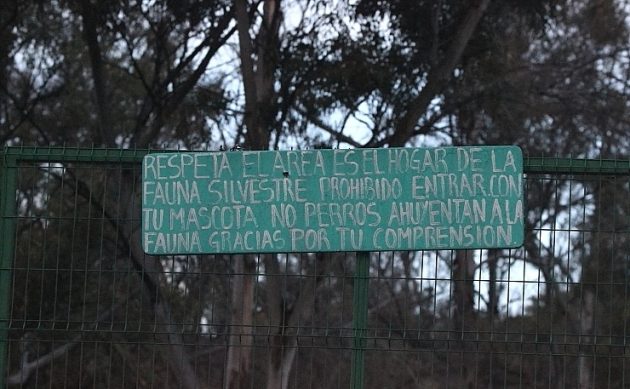 RESPETA EL AREA ES EL HOGAR DE LA
FAUNA SILVESTRE PROHIBIDO ENTRAR.CON
TU MASCOTA NO PERROS AHUYENTAN A LA
FAUNA GRACIAS POR TU COMPRENSION.